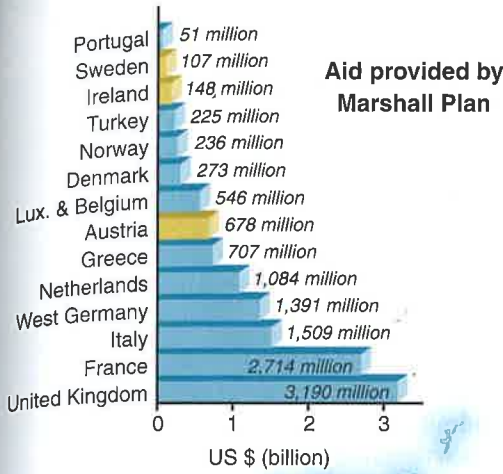 Aid provided by
Marshall Plan
Portugal 51 million
Sweden 107 million
Ireland 148 million
Turkey 225 million
Norway 236 million
Denmark 273 million
Lux. & Belgium 546 million
Austria 678 million
Greece 707 million
Netherlands 1,084 million
West Germany 1,391 million
Italy 1,509 million
France 2,714 million
United Kingdom 3,190 million
0 1 2 3
US $ (billion)